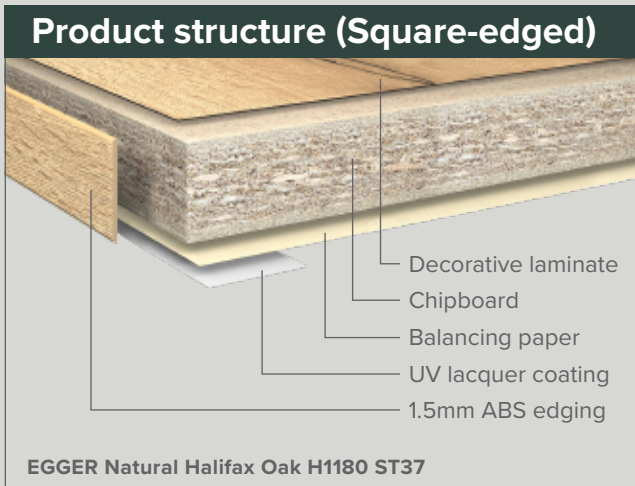 Product structure (Square-edged)
Decorative laminate
Chipboard
Balancing paper
UV lacquer coating
1.5mm ABS edging
EGGER Natural Halifax Oak H1180 ST37